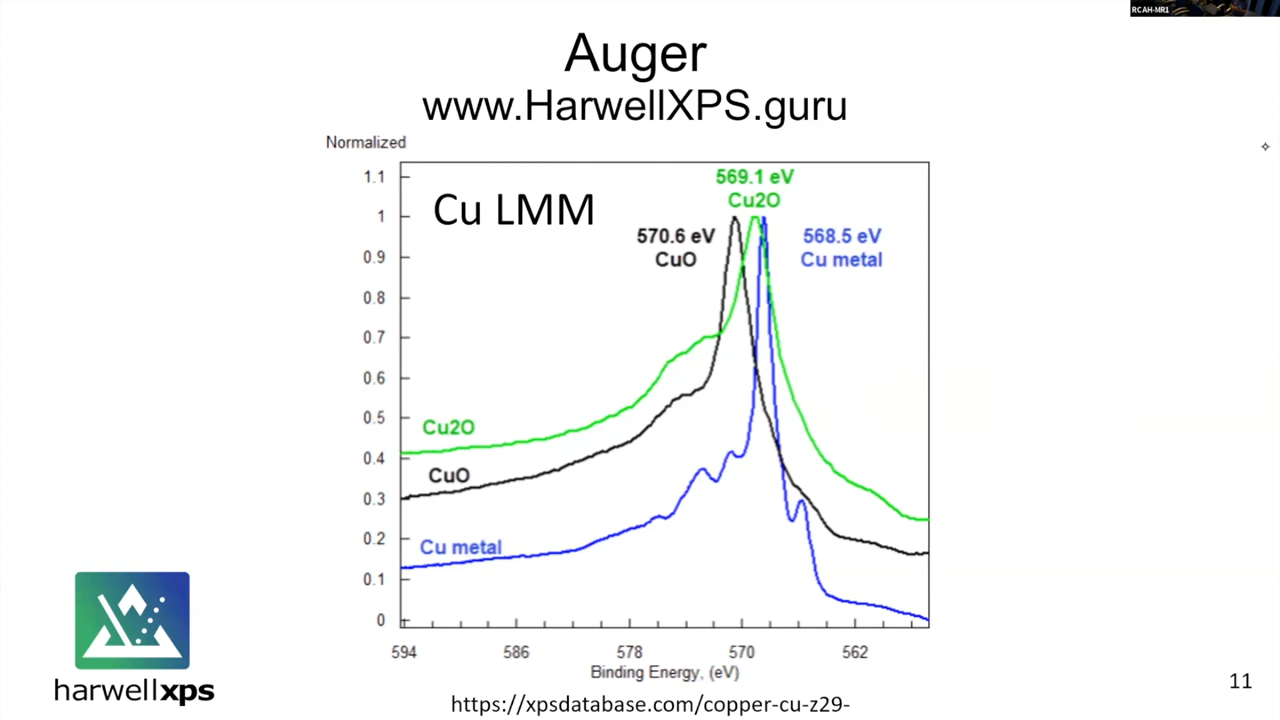 RCAH-MR1
Auger
www.HarwellXPS.guru
Normalized
1.1
1
0.9
0.8
0.7
0.6
0.5
0.4
0.3
0.2
0.1
0
Cu LMM
569.1 eV
Cu2O
570.6 eV
CuO
568.5 eV
Cu metal
Cu2O
CuO
Cu metal
594 586 578 570 562
Binding Energy, (eV)
harwellxps
https://xpsdatabase.com/copper-cu-z29-
11